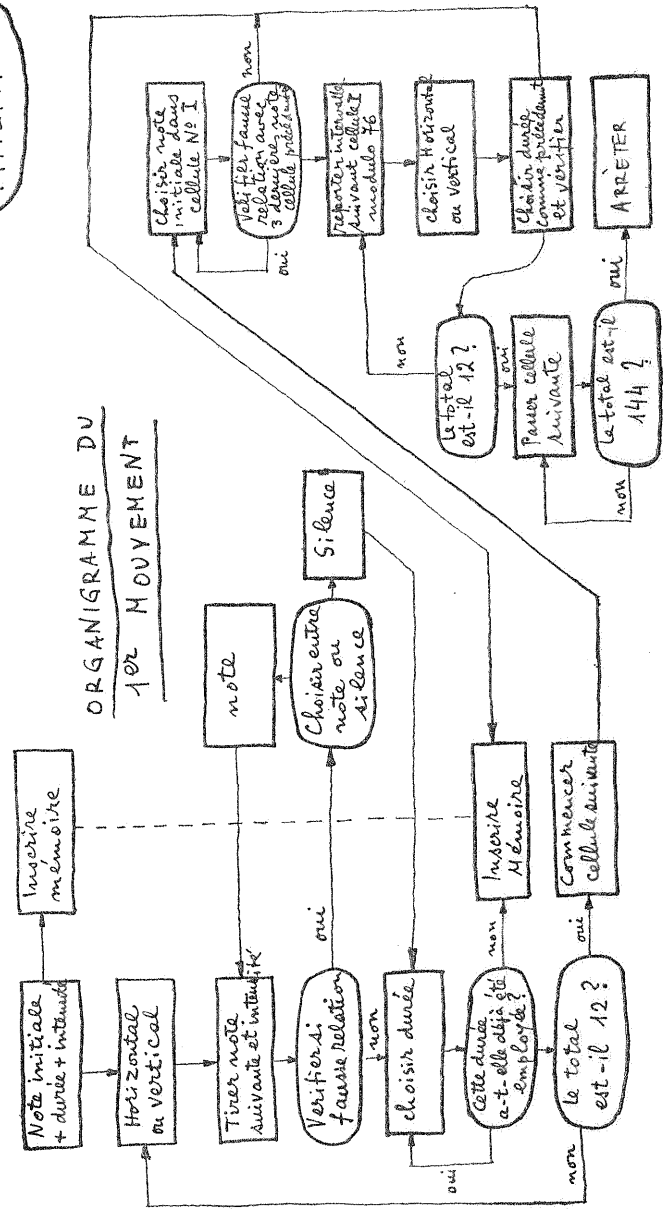 ORGANIGRAMME DU
1er MOUVEMENT
Note initiale
+ durée + intensité
Inscrire
mémoire
Horizontal
ou vertical
Tirer note
suivante et intensité
note
Vérifier si
fausse relation
oui
non
Choisir entre
note ou
silence
Silence
choisir durée
Cette durée
a-t-elle déjà été
employée?
oui
non
Inscrire
Mémoire
le total
est-il 12?
non
oui
Commencer
cellule suivante
Choisir note
initiale dans
cellule No I
Vérifier fausse
relation avec
3 dernière, note
cellule précédente
oui
non
reporter intervalle
suivant cellule I
modulo 76
choisir Horizontal
ou Vertical
Choisir durée
comme précédemment
et vérifier
Le total
est-il 12?
non
oui
Passer cellule
suivante
Le total est-il
144?
non
oui
ARRÈTER